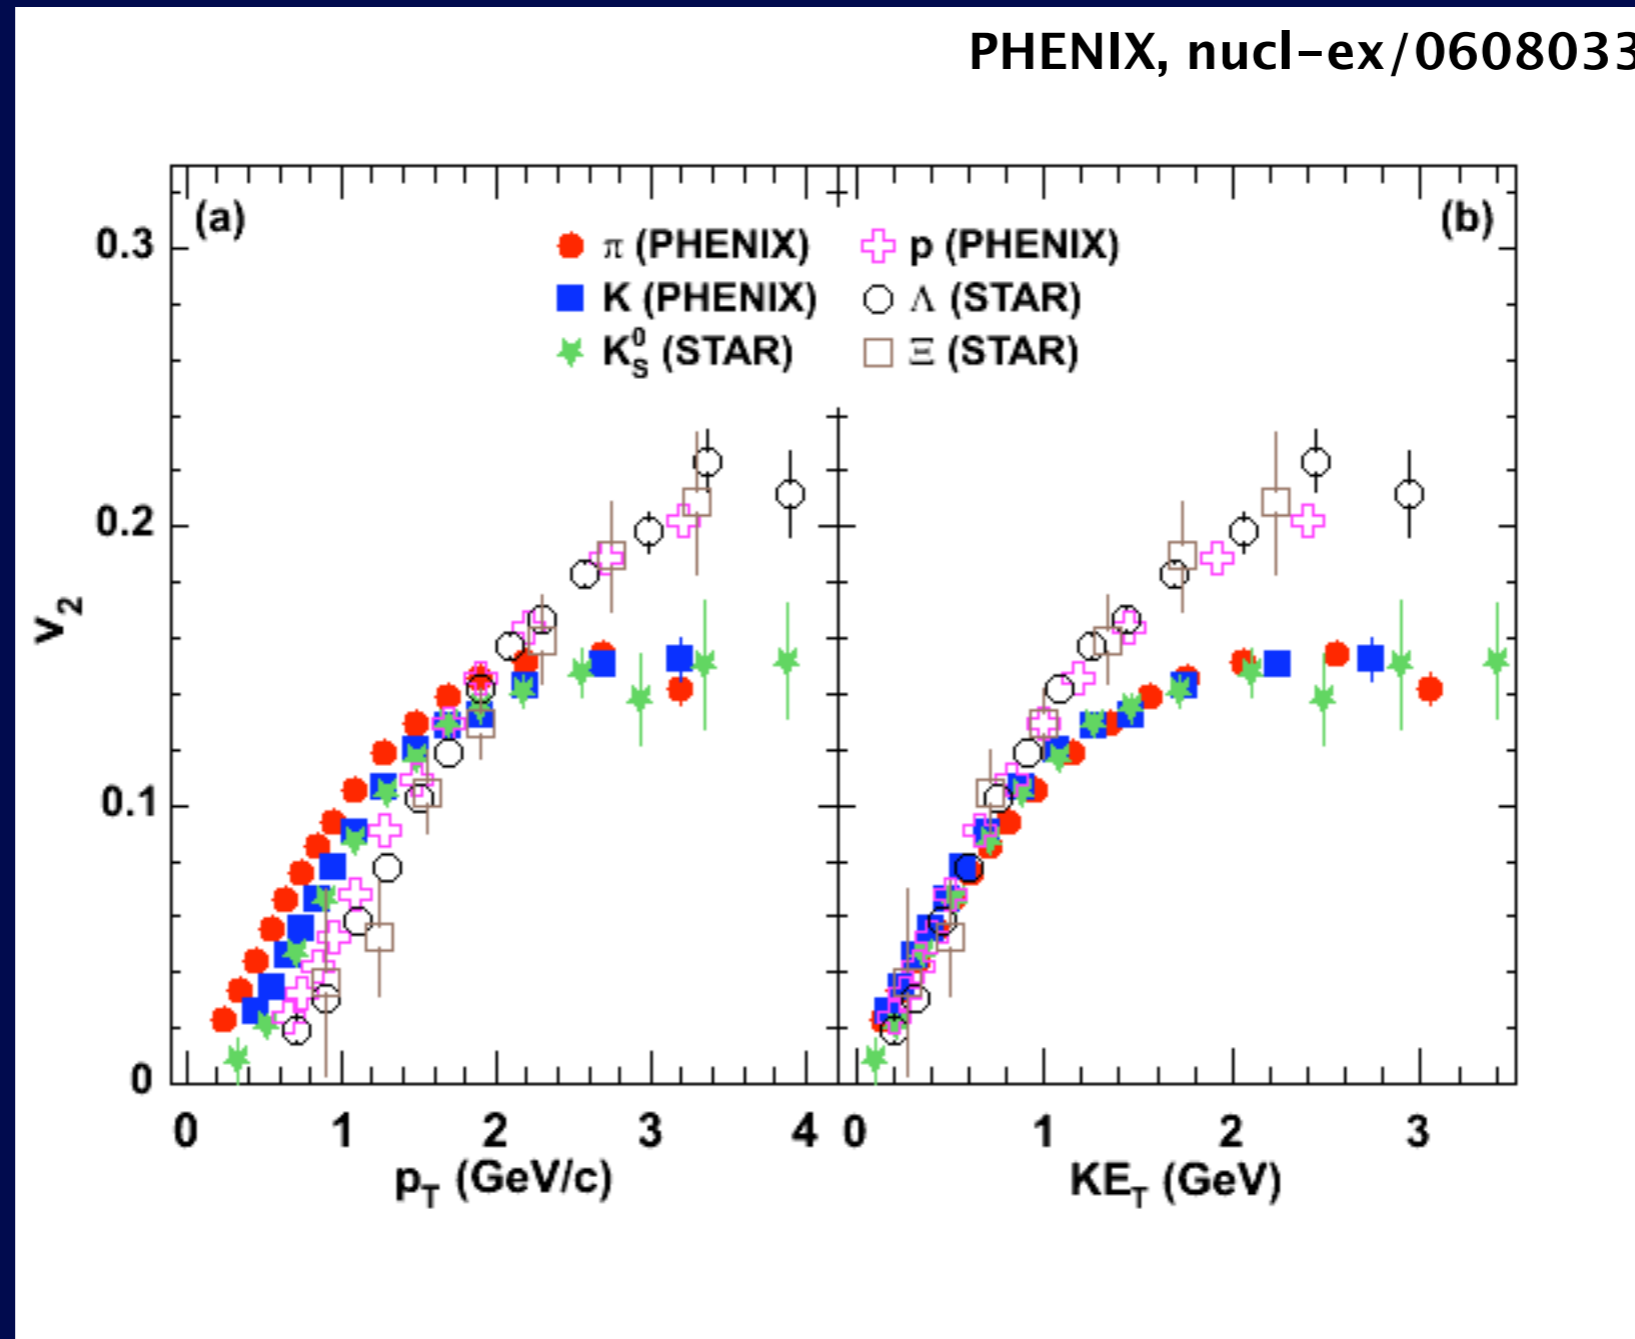 PHENIX, nucl-ex/0608033
(a)
(b)
π (PHENIX)
p (PHENIX)
K (PHENIX)
Λ (STAR)
K⁰S (STAR)
Ξ (STAR)
0.3
0.2
0.1
0
v2
0 1 2 3 4
0 1 2 3
pT (GeV/c)
KET (GeV)